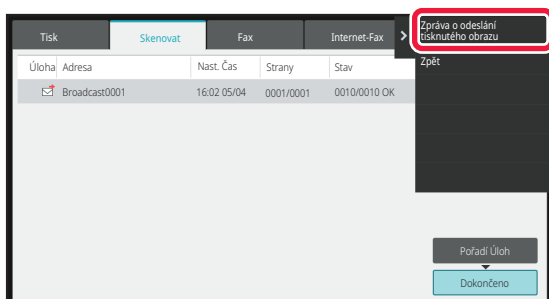 Tisk Skenovat Fax Internet-Fax
Zpráva o odeslání
tisknutého obrazu
Zpět
Úloha Adresa Nast. Čas Strany Stav
Broadcast0001 16:02 05/04 0001/0001 0010/0010 OK
Pořadí Úloh
Dokončeno